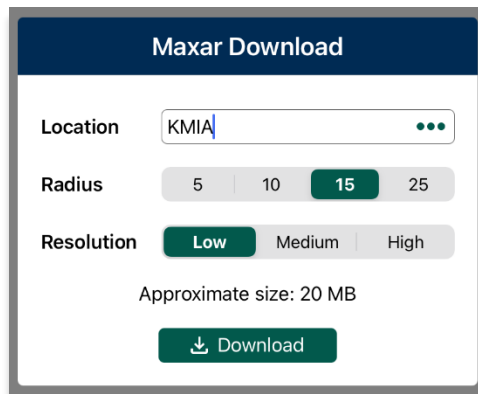 Maxar Download
Location KMIA •••
Radius 5 10 15 25
Resolution Low Medium High
Approximate size: 20 MB
Download